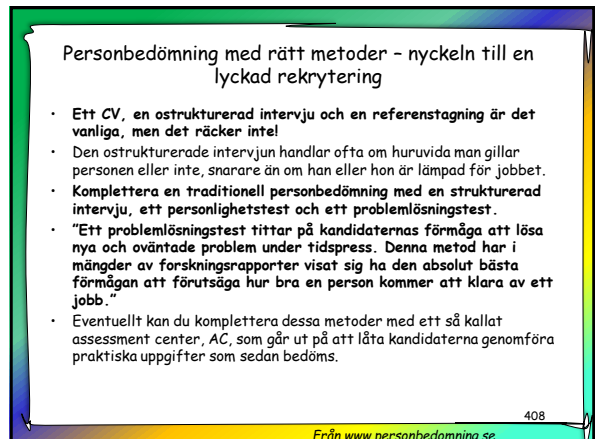 Personbedömning med rätt metoder – nyckeln till en
lyckad rekrytering
• Ett CV, en ostrukturerad intervju och en referenstagning är det
vanliga, men det räcker inte!
• Den ostrukturerade intervjun handlar ofta om huruvida man gillar
personen eller inte, snarare än om han eller hon är lämpad för jobbet.
• Komplettera en traditionell personbedömning med en strukturerad
intervju, ett personlighetstest och ett problemlösningstest.
• ”Ett problemlösningstest tittar på kandidaternas förmåga att lösa
nya och oväntade problem under tidspress. Denna metod har i
mängder av forskningsrapporter visat sig ha den absolut bästa
förmågan att förutsäga hur bra en person kommer att klara av ett
jobb.”
• Eventuellt kan du komplettera dessa metoder med ett så kallat
assessment center, AC, som går ut på att låta kandidaterna genomföra
praktiska uppgifter som sedan bedöms.
408
Från www.personbedomning.se